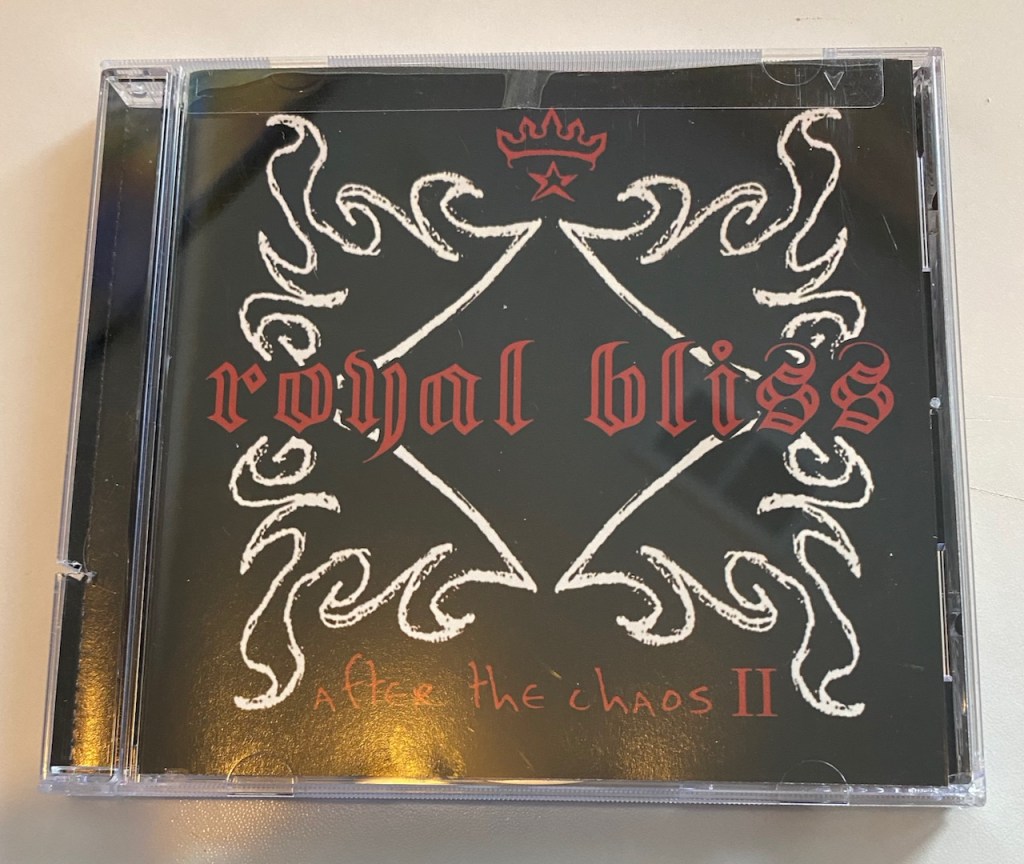 royal bliss
after the chaos II